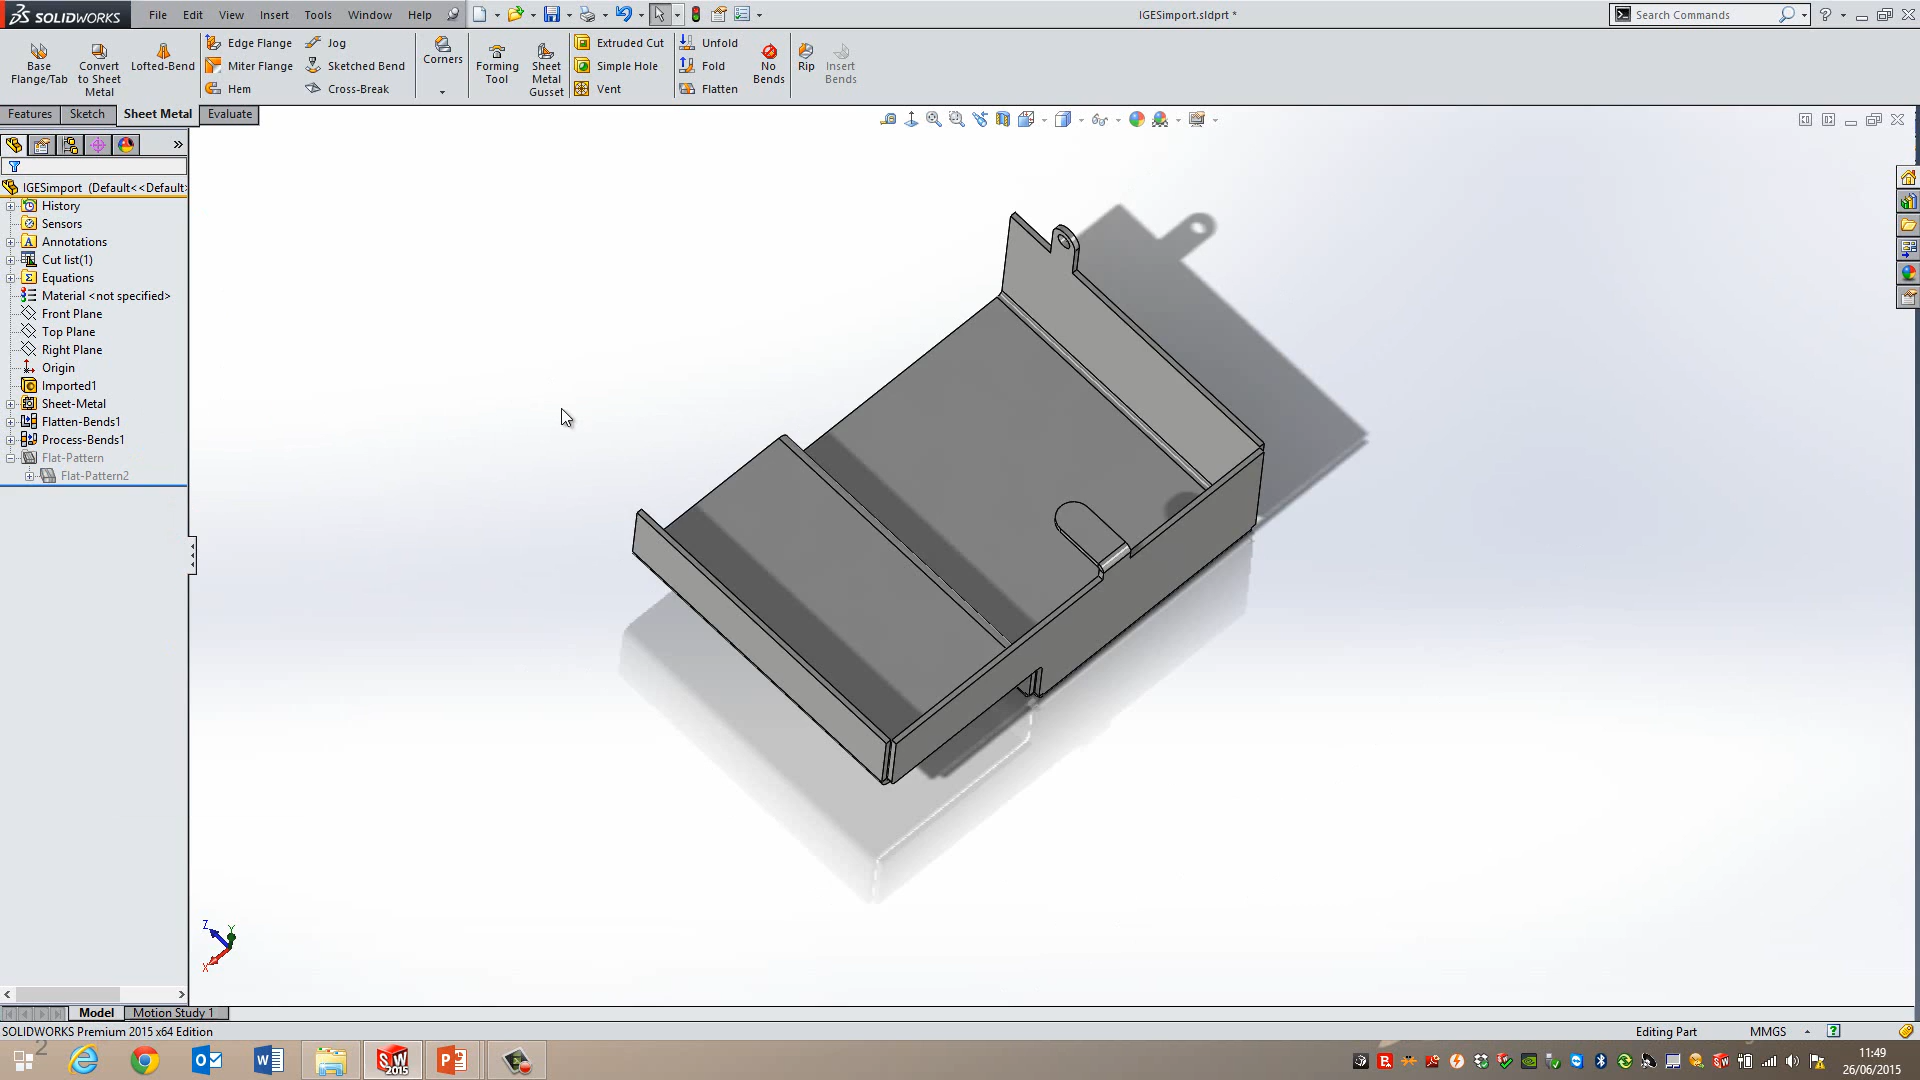 SOLIDWORKS File Edit View Insert Tools Window Help IGESimport.sldprt * Search Commands ?
Base Flange/Tab
Convert to Sheet Metal
Lofted-Bend
Edge Flange
Miter Flange
Hem
Jog
Sketched Bend
Cross-Break
Corners
Forming Tool
Sheet Metal Gusset
Extruded Cut
Simple Hole
Vent
Unfold
Fold
Flatten
No Bends
Rip
Insert Bends
Features Sketch Sheet Metal Evaluate
IGESimport (Default<<Default>
History
Sensors
Annotations
Cut list(1)
Equations
Material <not specified>
Front Plane
Top Plane
Right Plane
Origin
Imported1
Sheet-Metal
Flatten-Bends1
Process-Bends1
Flat-Pattern
Flat-Pattern2
Z Y
X
Model Motion Study 1
SOLIDWORKS Premium 2015 x64 Edition Editing Part MMGS ?
2
SW 2015
11:49
26/06/2015